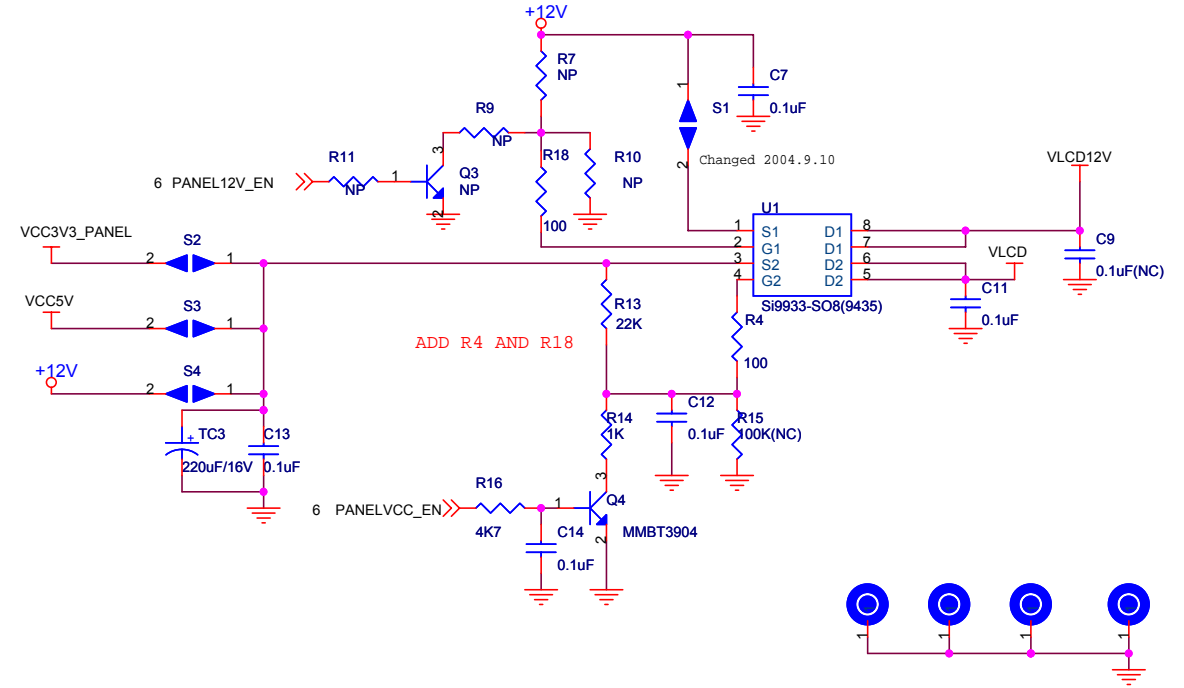 +12V
R7
NP
C7
0.1uF
R9
NP
S1
1
2
Changed 2004.9.10
R11
NP
3
1
Q3
NP
2
R18
100
R10
NP
6 PANEL12V_EN
VLCD12V
U1
1 S1 D1 8
2 G1 D1 7
3 S2 D2 6
4 G2 D2 5
Si9933-SO8(9435)
VLCD
C9
0.1uF(NC)
C11
0.1uF
VCC3V3_PANEL
S2
2 1
VCC5V
S3
2 1
+12V
S4
2 1
R13
22K
ADD R4 AND R18
R4
100
TC3
+
220uF/16V
C13
0.1uF
R14
1K
C12
0.1uF
R15
100K(NC)
R16
4K7
6 PANELVCC_EN
3
1
Q4
MMBT3904
2
C14
0.1uF
1
1
1
1